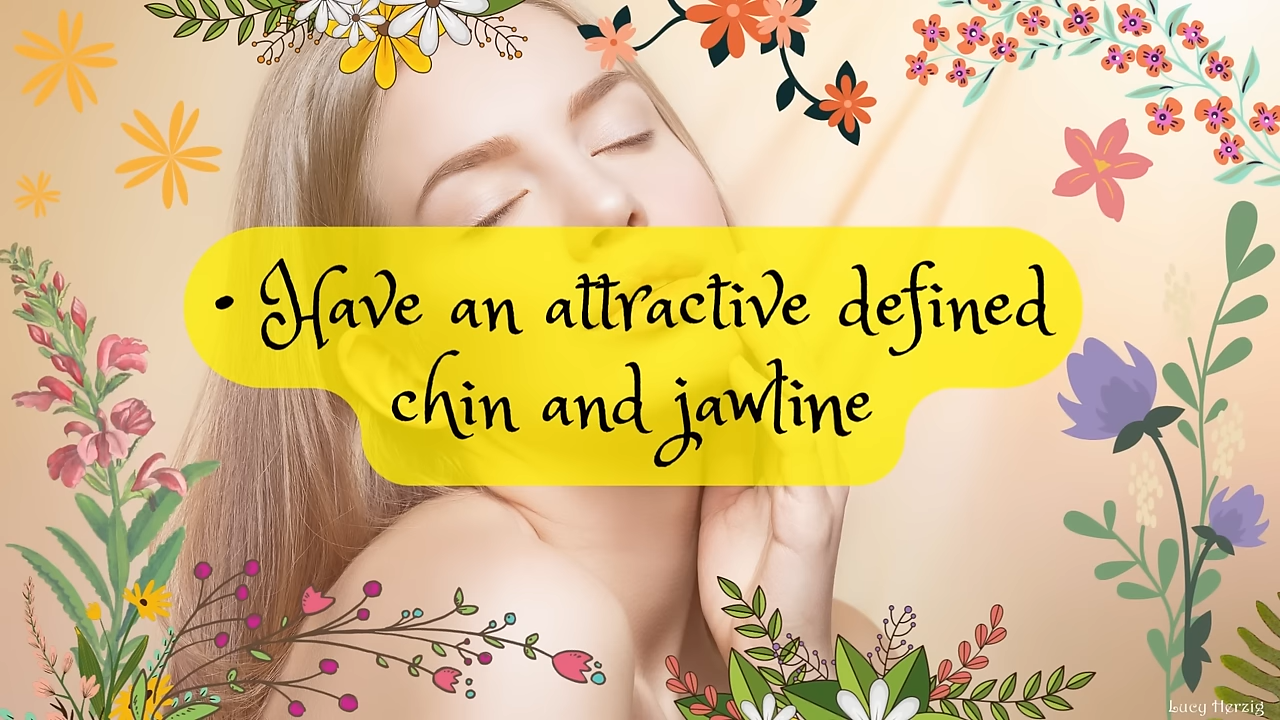 • Have an attractive defined
chin and jawline
Lucy Herzig